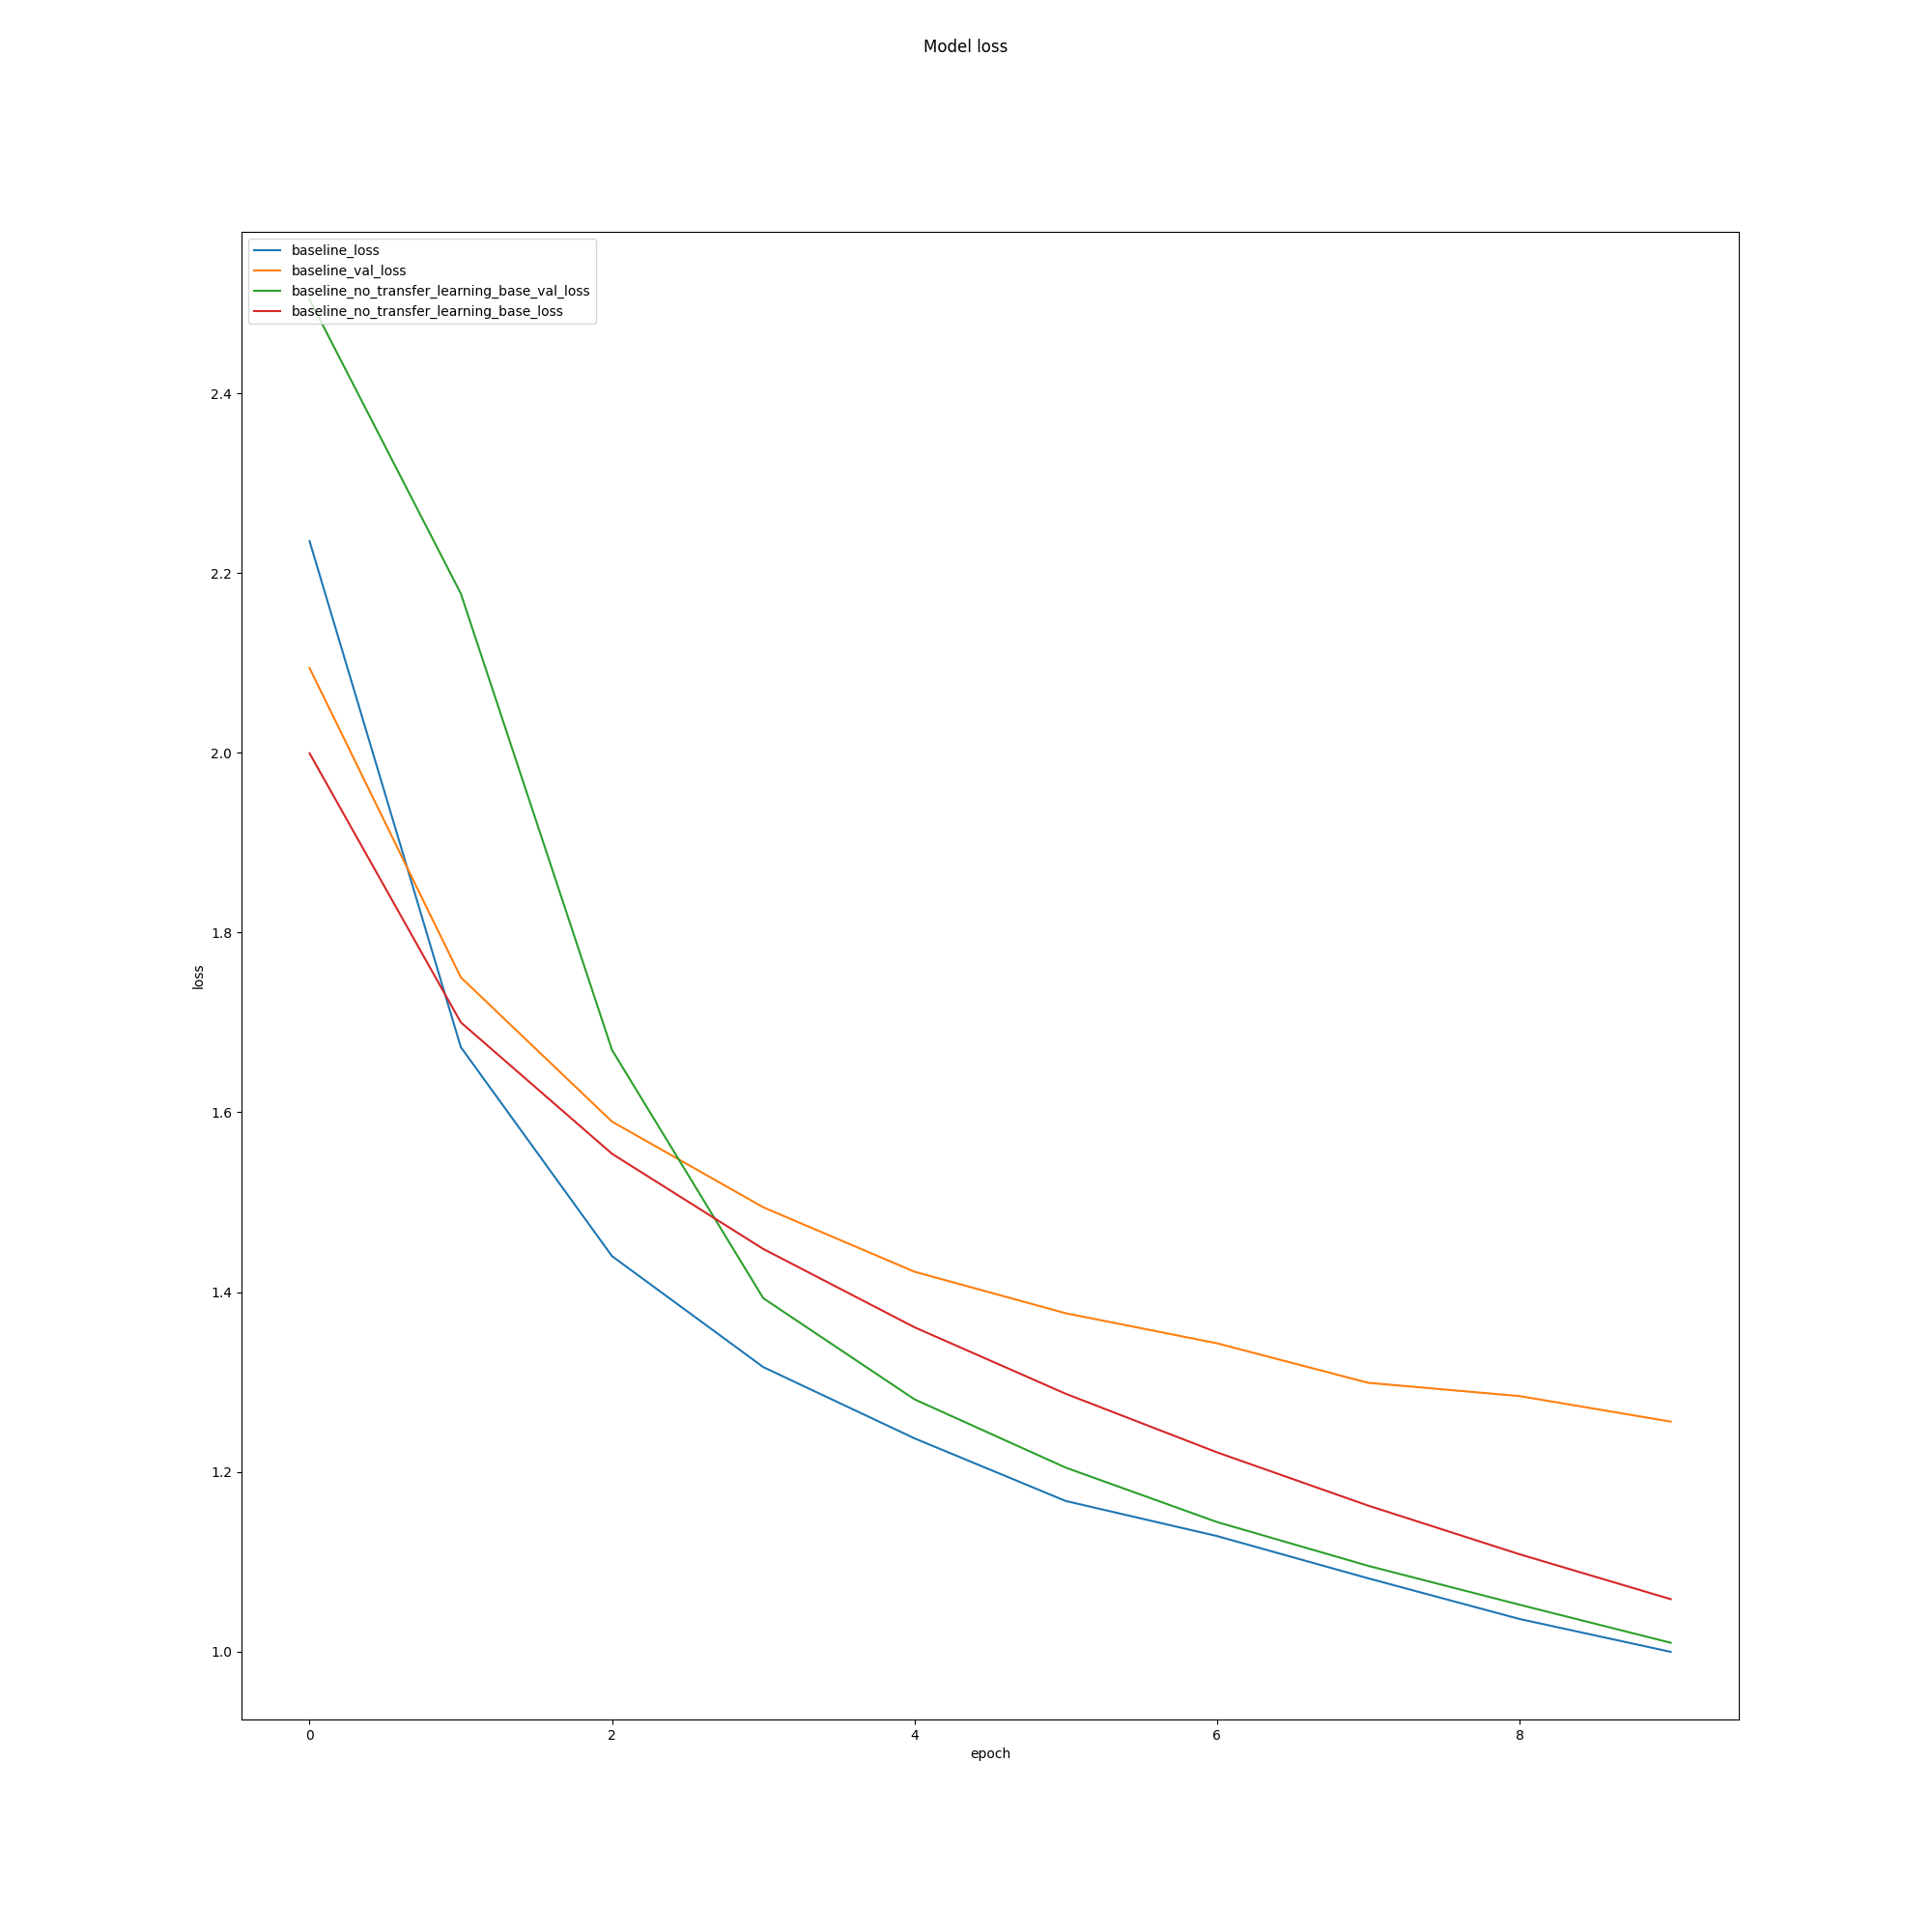 Model loss
baseline_loss
baseline_val_loss
baseline_no_transfer_learning_base_val_loss
baseline_no_transfer_learning_base_loss
2.4
2.2
2.0
1.8
1.6
1.4
1.2
1.0
loss
0 2 4 6 8
epoch